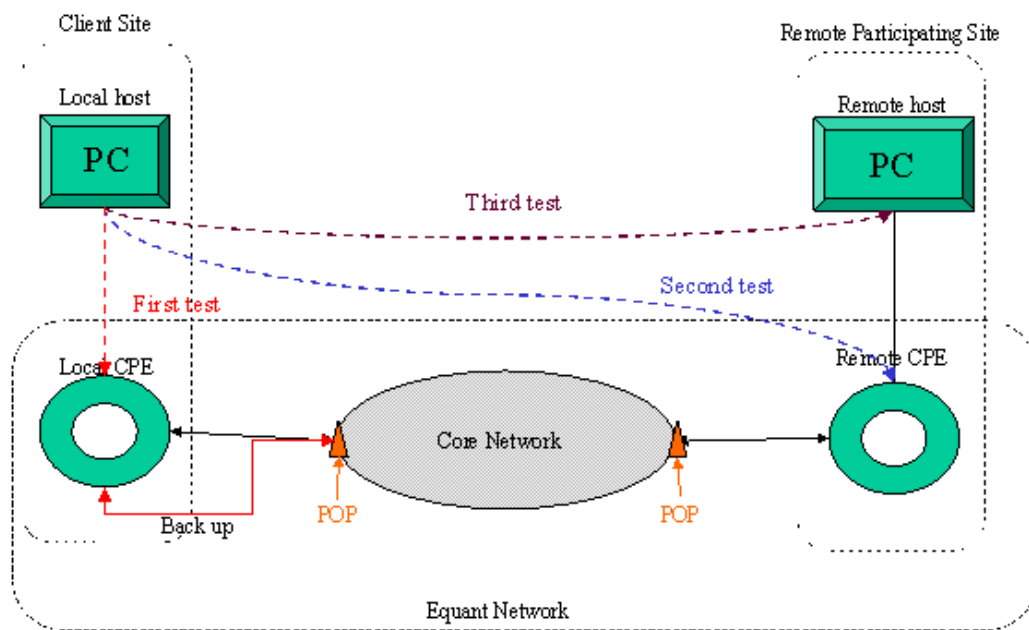 Client Site
Remote Participating Site
Local host
Remote host
PC
PC
Third test
Second test
First test
Local CPE
Remote CPE
Core Network
POP
POP
Back up
Equant Network